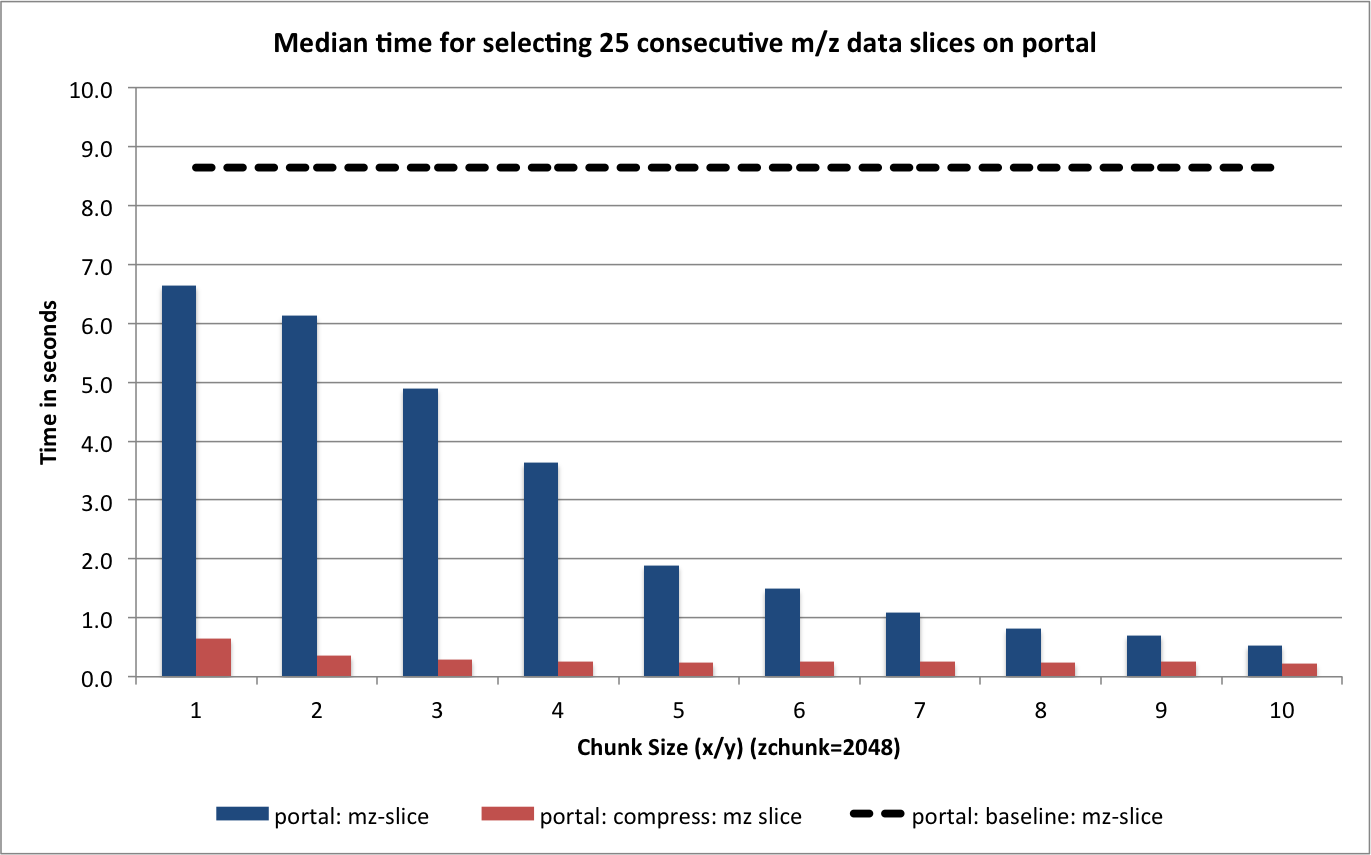 Median time for selecting 25 consecutive m/z data slices on portal
10.0
9.0
8.0
7.0
6.0
5.0
4.0
3.0
2.0
1.0
0.0
Time in seconds
1 2 3 4 5 6 7 8 9 10
Chunk Size (x/y) (zchunk=2048)
portal: mz-slice portal: compress: mz slice portal: baseline: mz-slice